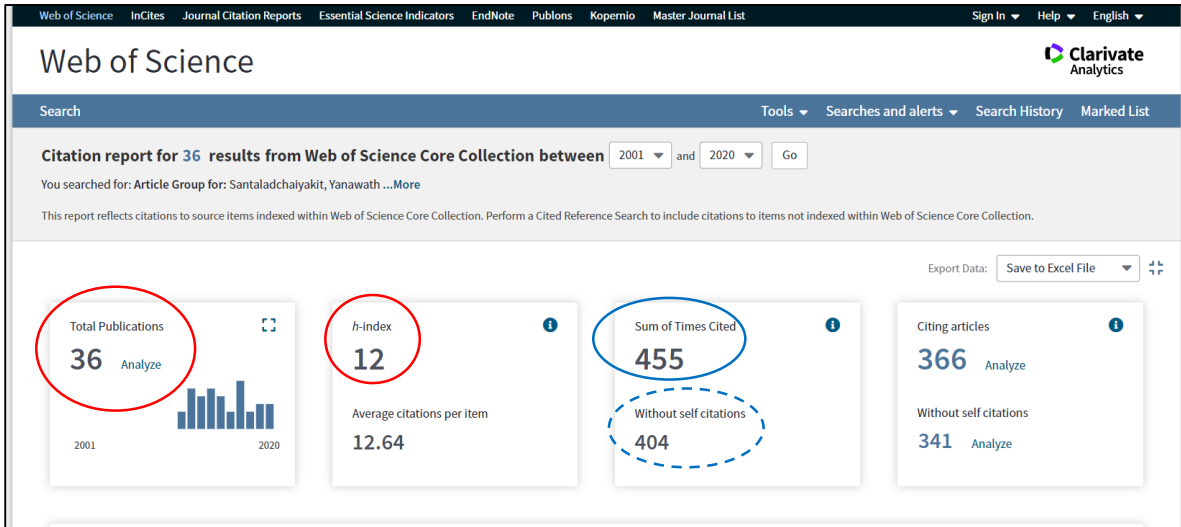 Web of Science InCites Journal Citation Reports Essential Science Indicators EndNote Publons Kopernio Master Journal List Sign In Help English
Web of Science
Clarivate
Analytics
Search Tools Searches and alerts Search History Marked List
Citation report for 36 results from Web of Science Core Collection between 2001 and 2020 Go
You searched for: Article Group for: Santaladchaiyakit, Yanawath ...More
This report reflects citations to source items indexed within Web of Science Core Collection. Perform a Cited Reference Search to include citations to items not indexed within Web of Science Core Collection.
Export Data: Save to Excel File
Total Publications
36 Analyze
2001 2020
h-index
12
Average citations per item
12.64
Sum of Times Cited
455
Without self citations
404
Citing articles
366 Analyze
Without self citations
341 Analyze